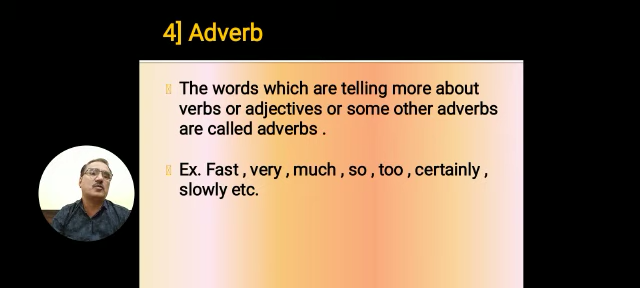 4] Adverb
The words which are telling more about
verbs or adjectives or some other adverbs
are called adverbs .
Ex. Fast , very , much , so , too , certainly ,
slowly etc.